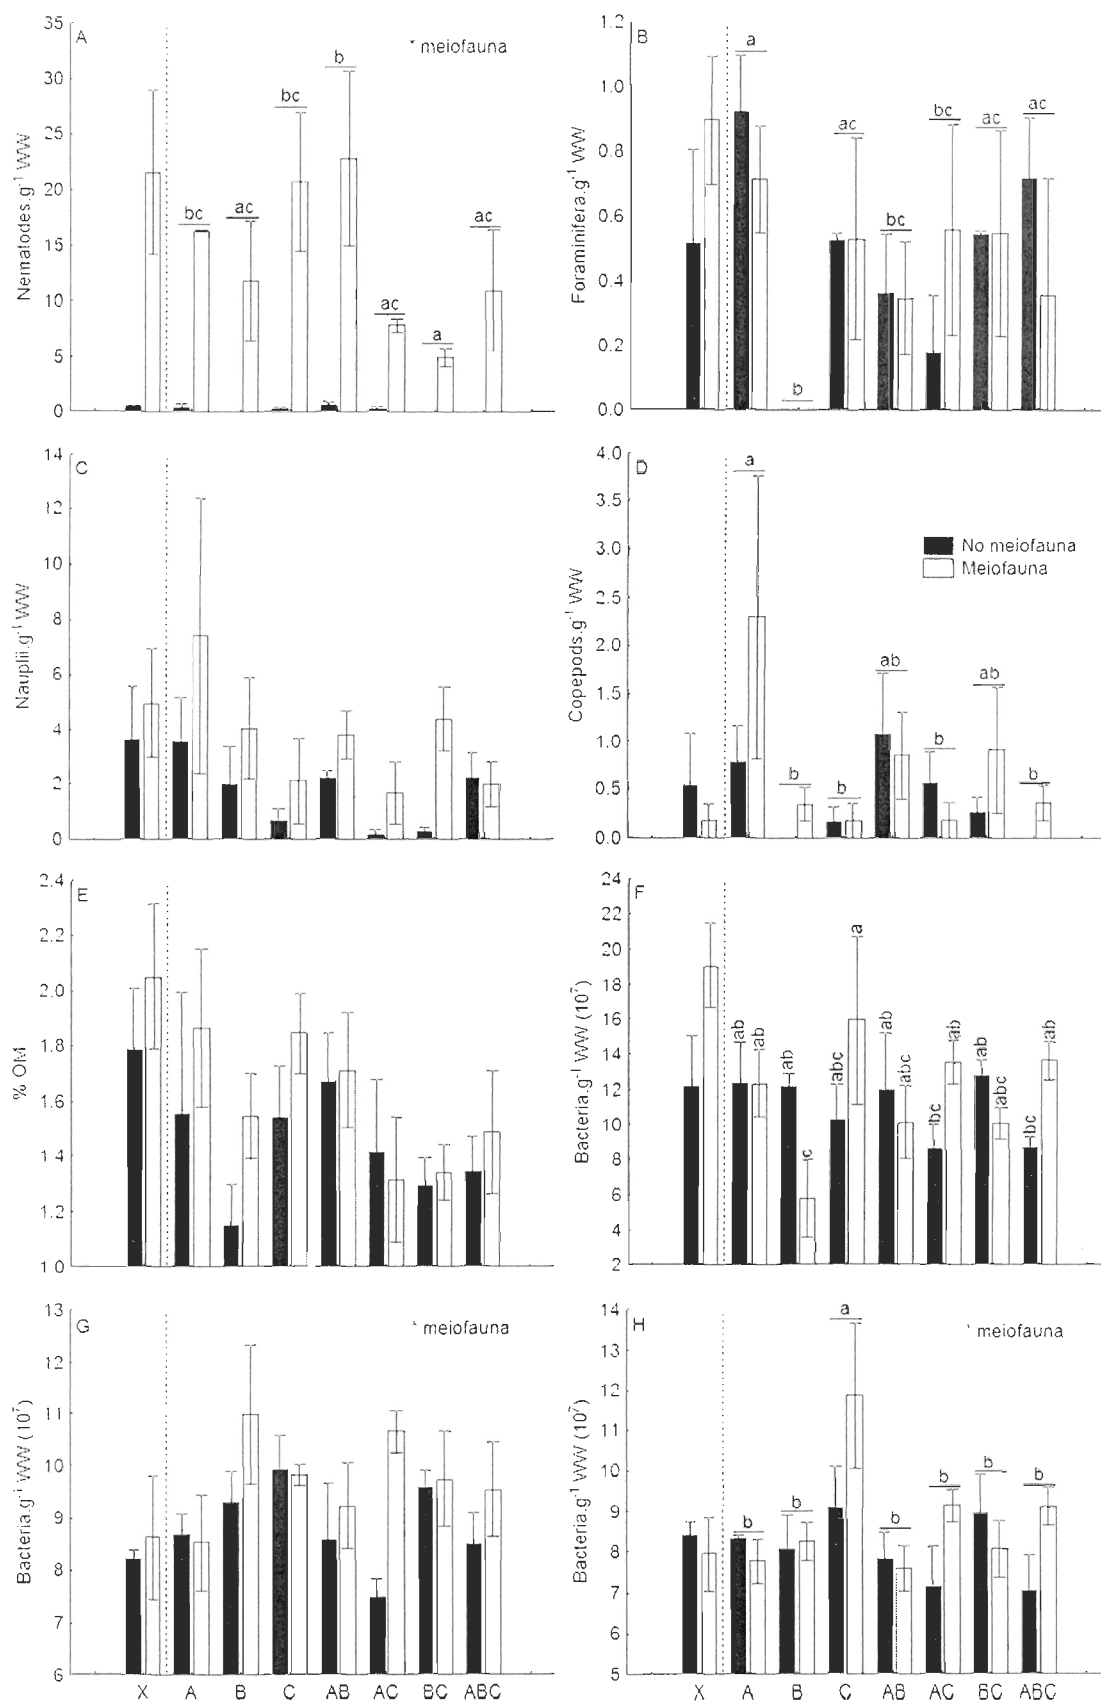 A
* meiofauna
Nematodes.g⁻¹ WW
35
30
25
20
15
10
5
0
bc
ac
bc
b
ac
a
ac
B
Foraminifera.g⁻¹ WW
1.2
1.0
0.8
0.6
0.4
0.2
0.0
a
b
ac
bc
bc
ac
ac
C
Nauplii.g⁻¹ WW
14
12
10
8
6
4
2
0
D
Copepods.g⁻¹ WW
4.0
3.5
3.0
2.5
2.0
1.5
1.0
0.5
0.0
a
b
b
ab
b
ab
b
No meiofauna
Meiofauna
E
% OM
2.4
2.2
2.0
1.8
1.6
1.4
1.2
1.0
F
Bacteria.g⁻¹ WW (10⁷)
24
22
20
18
16
14
12
10
8
6
4
2
ab
ab
ab
c
abc
a
ab
abc
bc
ab
ab
abc
bc
ab
G
* meiofauna
Bacteria.g⁻¹ WW (10⁷)
13
12
11
10
9
8
7
6
X A B C AB AC BC ABC
H
* meiofauna
Bacteria.g⁻¹ WW (10⁷)
14
13
12
11
10
9
8
7
6
5
b
b
a
b
b
b
b
X A B C AB AC BC ABC